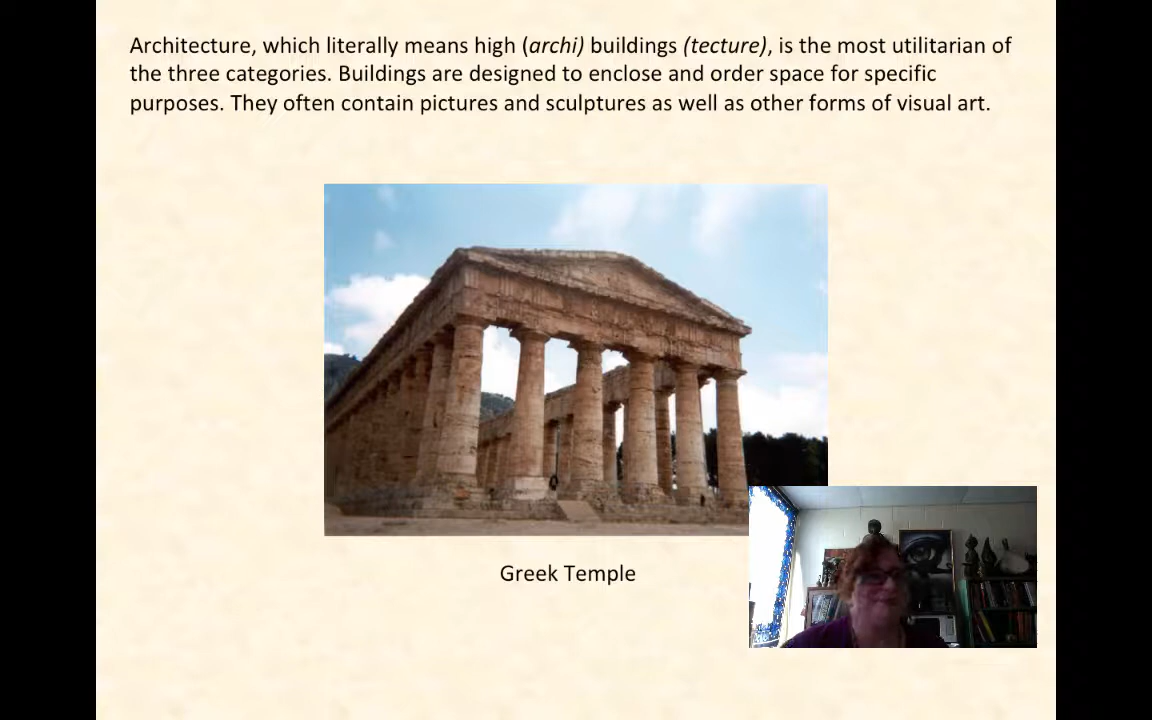 Architecture, which literally means high (archi) buildings (tecture), is the most utilitarian of
the three categories. Buildings are designed to enclose and order space for specific
purposes. They often contain pictures and sculptures as well as other forms of visual art.
Greek Temple